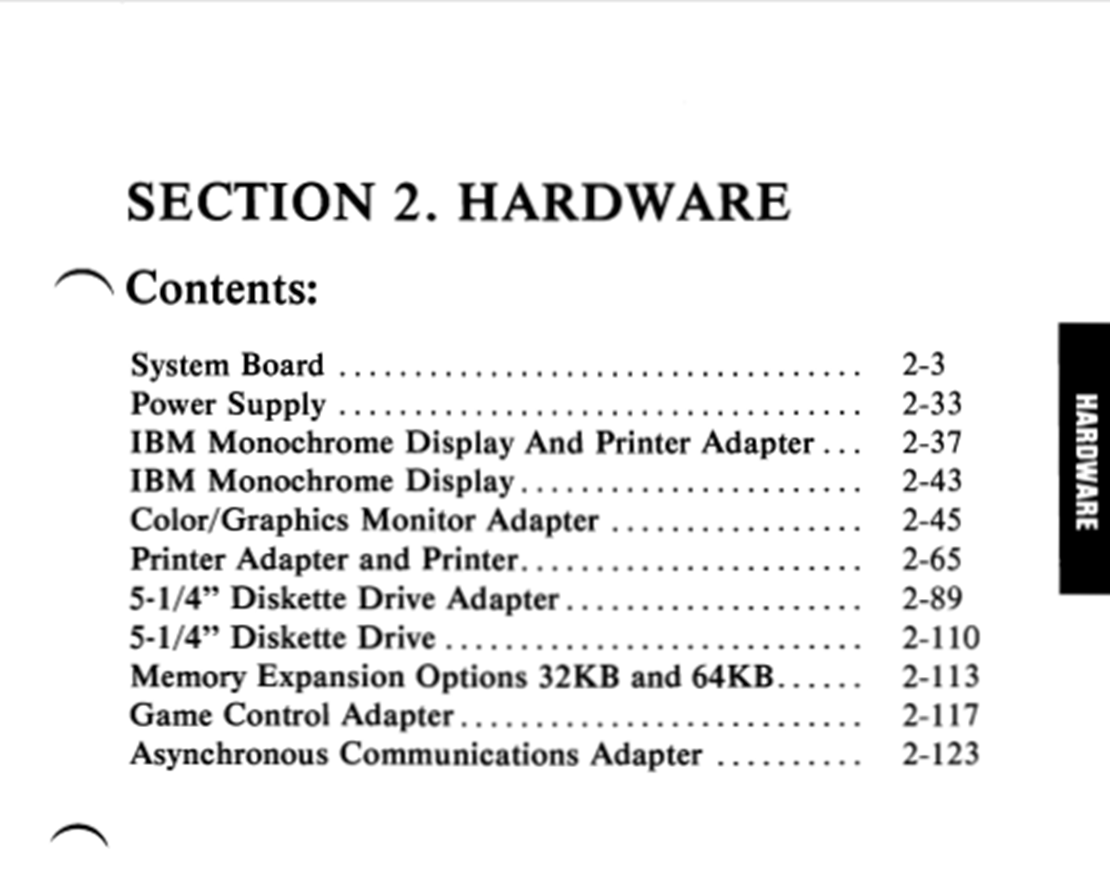 SECTION 2. HARDWARE
Contents:
System Board .................................... 2-3
Power Supply .................................... 2-33
IBM Monochrome Display And Printer Adapter... 2-37
IBM Monochrome Display........................ 2-43
Color/Graphics Monitor Adapter ................. 2-45
Printer Adapter and Printer........................ 2-65
5-1/4” Diskette Drive Adapter.................... 2-89
5-1/4” Diskette Drive ............................. 2-110
Memory Expansion Options 32KB and 64KB...... 2-113
Game Control Adapter............................ 2-117
Asynchronous Communications Adapter .......... 2-123
HARDWARE